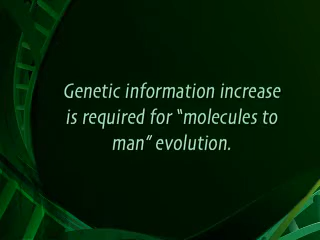 Genetic information increase
is required for “molecules to
man” evolution.